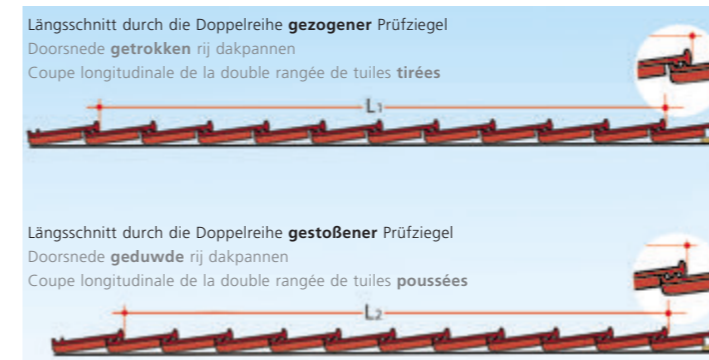 Längsschnitt durch die Doppelreihe gezogener Prüfziegel
Doorsnede getrokken rij dakpannen
Coupe longitudinale de la double rangée de tuiles tirées
L1
Längsschnitt durch die Doppelreihe gestoßener Prüfziegel
Doorsnede geduwde rij dakpannen
Coupe longitudinale de la double rangée de tuiles poussées
L2